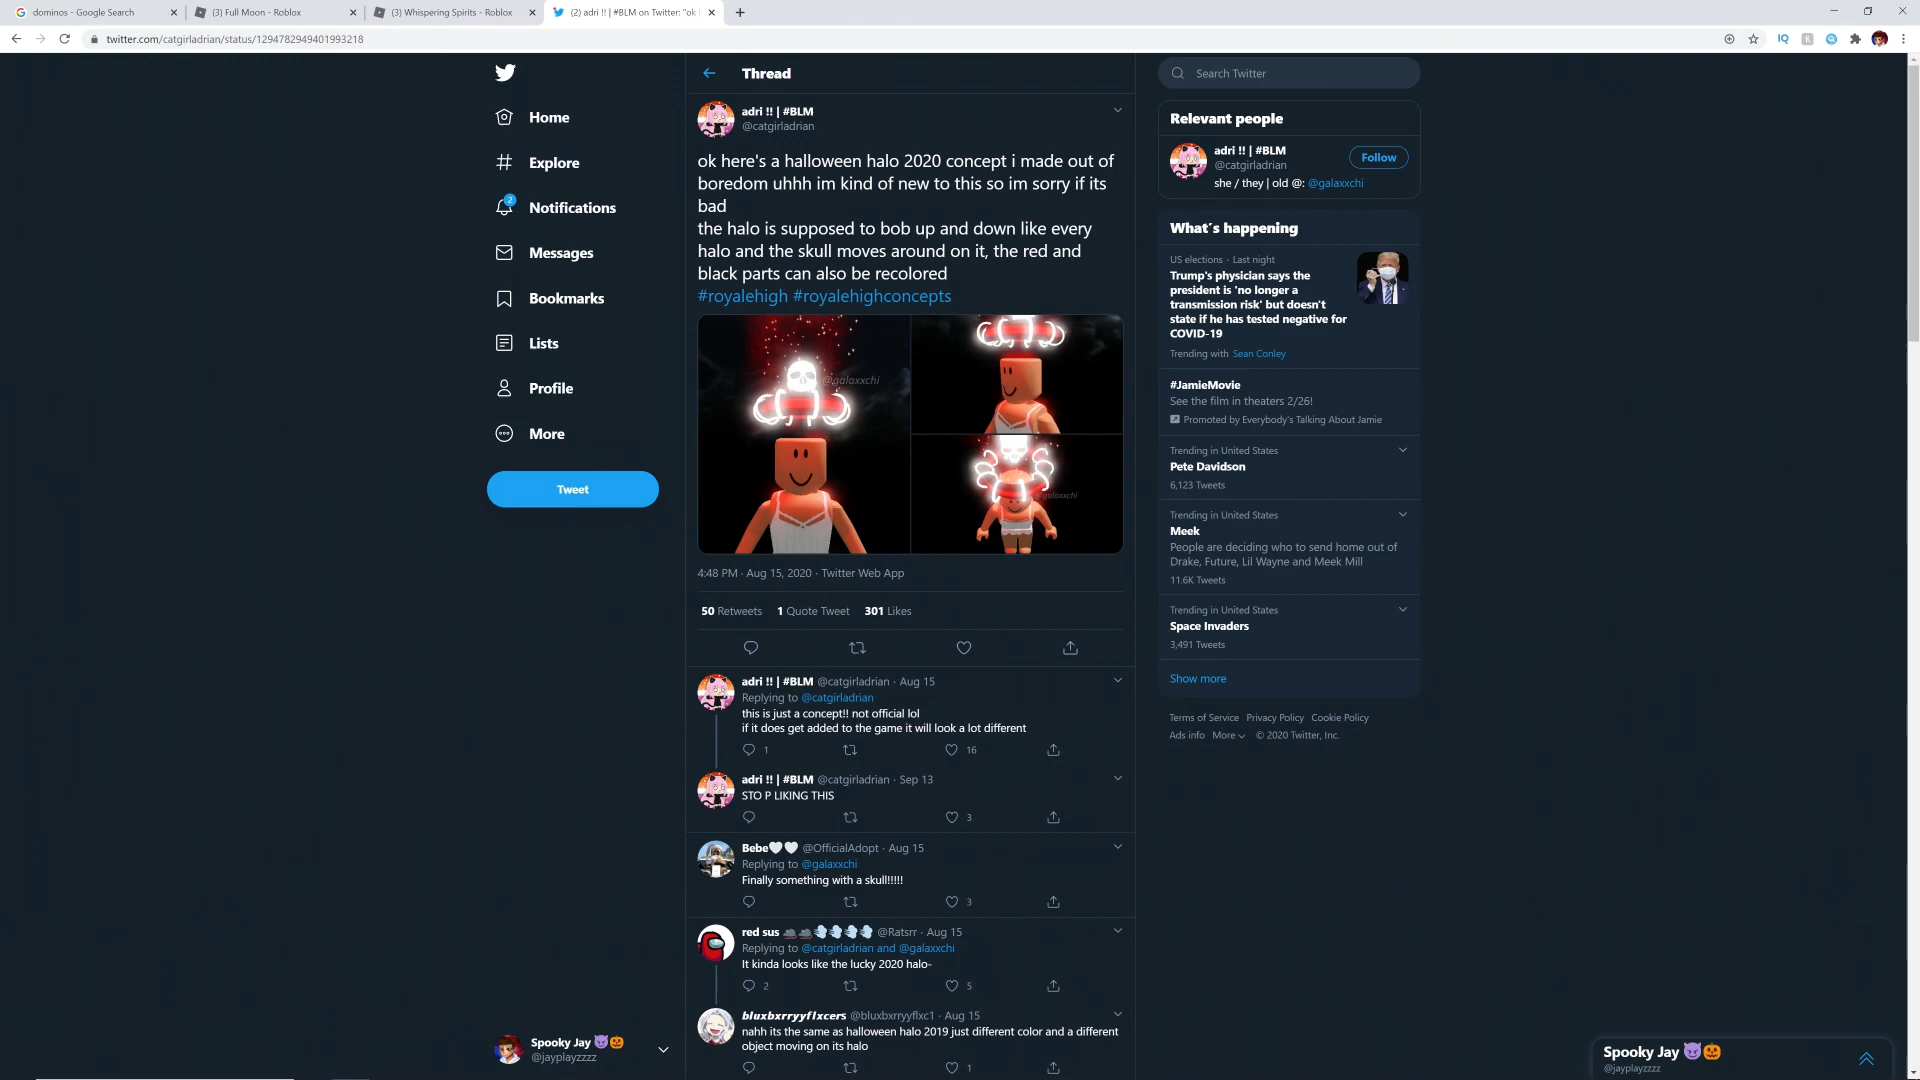 dominos - Google Search
(3) Full Moon - Roblox
(3) Whispering Spirits - Roblox
(2) adri !! | #BLM on Twitter: "ok
twitter.com/catgirladrian/status/1294782949401993218
IQ
Home
Explore
2
Notifications
Messages
Bookmarks
Lists
Profile
More
Tweet
Spooky Jay 😈🎃
@jayplayzzzz
Thread
adri !! | #BLM
@catgirladrian
ok here's a halloween halo 2020 concept i made out of
boredom uhhh im kind of new to this so im sorry if its
bad
the halo is supposed to bob up and down like every
halo and the skull moves around on it, the red and
black parts can also be recolored
#royalehigh #royalehighconcepts
@galaxxchi
@galaxxchi
4:48 PM · Aug 15, 2020 · Twitter Web App
50 Retweets 1 Quote Tweet 301 Likes
adri !! | #BLM @catgirladrian · Aug 15
Replying to @catgirladrian
this is just a concept!! not official lol
if it does get added to the game it will look a lot different
1 16
adri !! | #BLM @catgirladrian · Sep 13
STO P LIKING THIS
3
Bebe🤍🤍 @OfficialAdopt · Aug 15
Replying to @galaxxchi
Finally something with a skull!!!!!
3
red sus 🐀🐀💨💨💨💨 @Ratsrr · Aug 15
Replying to @catgirladrian and @galaxxchi
It kinda looks like the lucky 2020 halo-
2 5
bluxbxrryyflxcers @bluxbxrryyflxc1 · Aug 15
nahh its the same as halloween halo 2019 just different color and a different
object moving on its halo
1
Search Twitter
Relevant people
adri !! | #BLM
@catgirladrian
Follow
she / they | old @: @galaxxchi
What's happening
US elections · Last night
Trump's physician says the
president is 'no longer a
transmission risk' but doesn't
state if he has tested negative for
COVID-19
Trending with Sean Conley
#JamieMovie
See the film in theaters 2/26!
Promoted by Everybody's Talking About Jamie
Trending in United States
Pete Davidson
6,123 Tweets
Trending in United States
Meek
People are deciding who to send home out of
Drake, Future, Lil Wayne and Meek Mill
11.6K Tweets
Trending in United States
Space Invaders
3,491 Tweets
Show more
Terms of Service Privacy Policy Cookie Policy
Ads info More © 2020 Twitter, Inc.
Spooky Jay 😈🎃
@jayplayzzzz